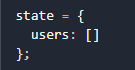 state = {
  users: []
};